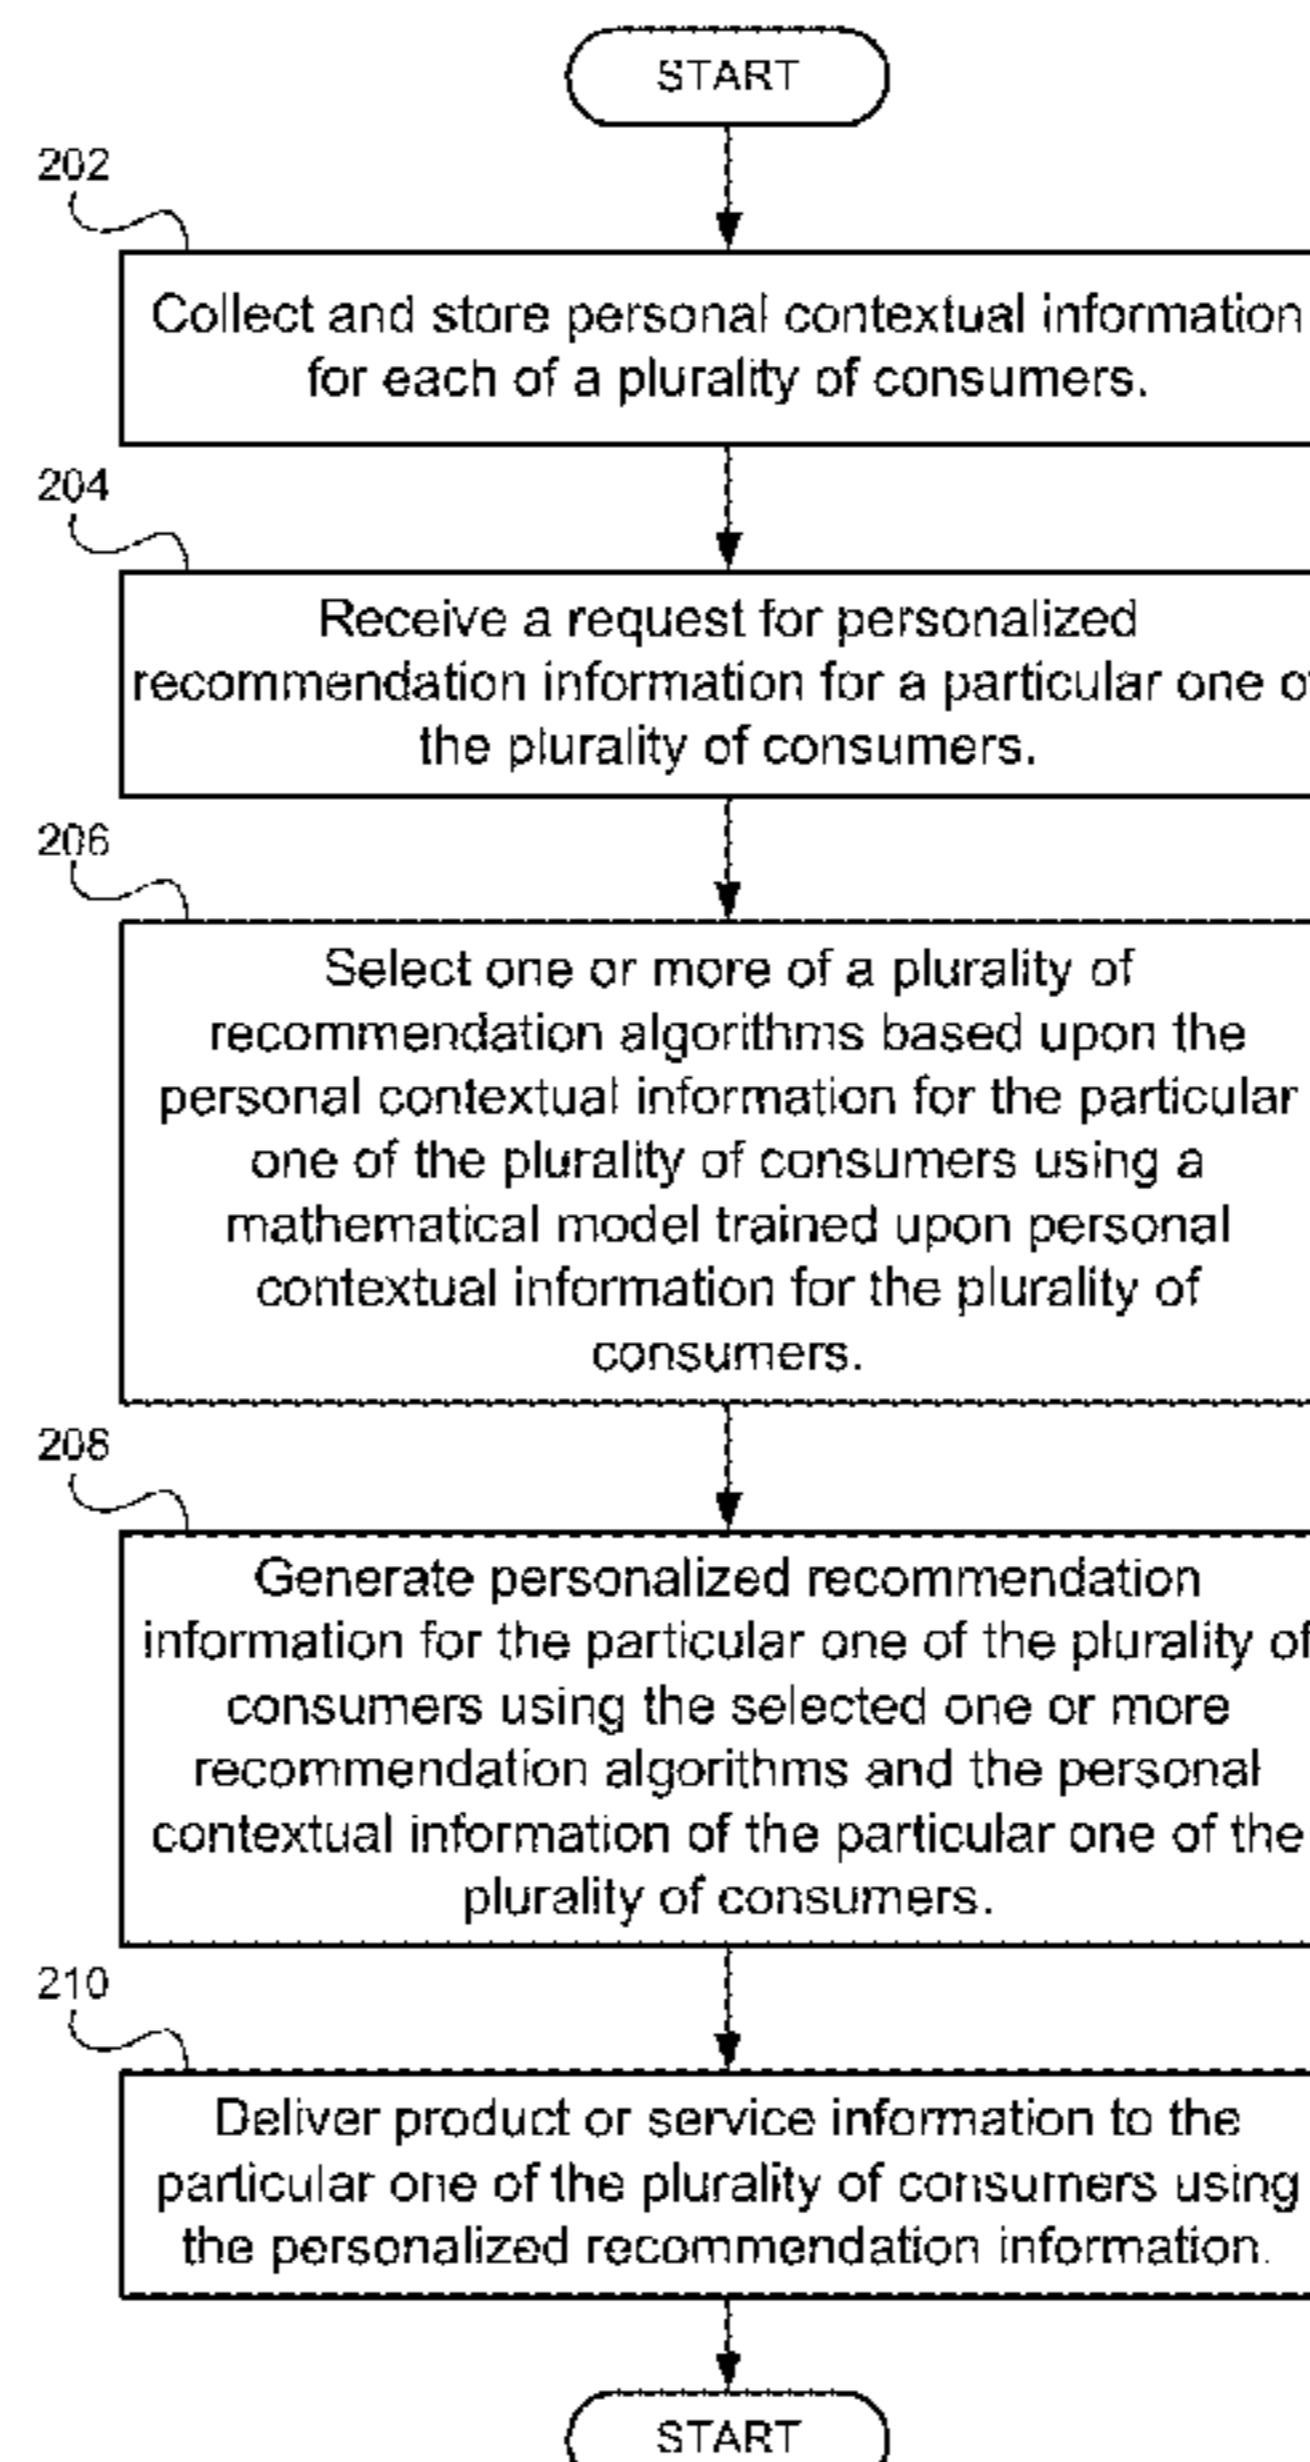 START
202
Collect and store personal contextual information
for each of a plurality of consumers.
204
Receive a request for personalized
recommendation information for a particular one of
the plurality of consumers.
206
Select one or more of a plurality of
recommendation algorithms based upon the
personal contextual information for the particular
one of the plurality of consumers using a
mathematical model trained upon personal
contextual information for the plurality of
consumers.
208
Generate personalized recommendation
information for the particular one of the plurality of
consumers using the selected one or more
recommendation algorithms and the personal
contextual information of the particular one of the
plurality of consumers.
210
Deliver product or service information to the
particular one of the plurality of consumers using
the personalized recommendation information.
START